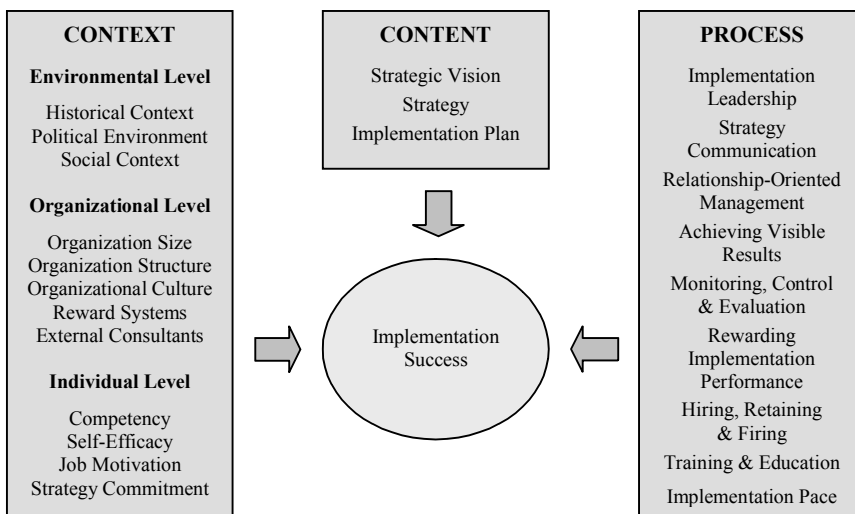 CONTEXT
Environmental Level
Historical Context
Political Environment
Social Context
Organizational Level
Organization Size
Organization Structure
Organizational Culture
Reward Systems
External Consultants
Individual Level
Competency
Self-Efficacy
Job Motivation
Strategy Commitment
CONTENT
Strategic Vision
Strategy
Implementation Plan
Implementation
Success
PROCESS
Implementation
Leadership
Strategy
Communication
Relationship-Oriented
Management
Achieving Visible
Results
Monitoring, Control
& Evaluation
Rewarding
Implementation
Performance
Hiring, Retaining
& Firing
Training & Education
Implementation Pace